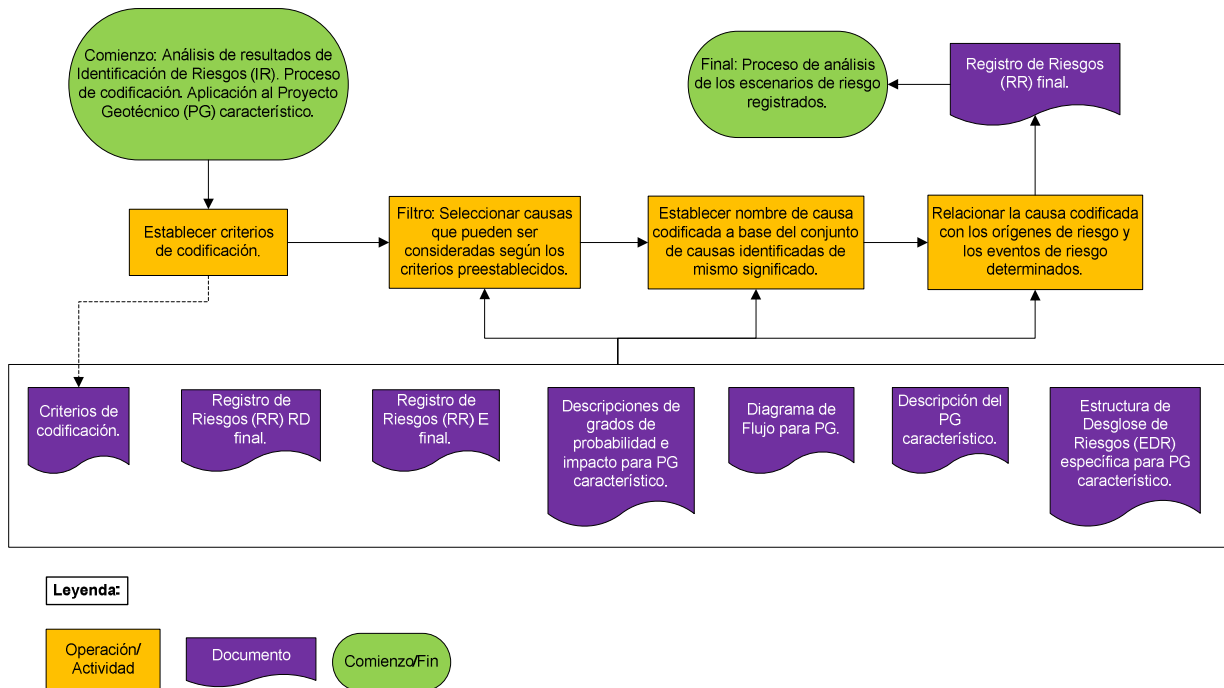 Comienzo: Análisis de resultados de
Identificación de Riesgos (IR). Proceso
de codificación. Aplicación al Proyecto
Geotécnico (PG) característico.
Final: Proceso de análisis
de los escenarios de riesgo
registrados.
Registro de Riesgos
(RR) final.
Establecer criterios
de codificación.
Filtro: Seleccionar causas
que pueden ser
consideradas según los
criterios preestablecidos.
Establecer nombre de causa
codificada a base del conjunto
de causas identificadas de
mismo significado.
Relacionar la causa codificada
con los orígenes de riesgo y
los eventos de riesgo
determinados.
Criterios de
codificación.
Registro de
Riesgos (RR) RD
final.
Registro de
Riesgos (RR) E
final.
Descripciones de
grados de
probabilidad e
impacto para PG
característico.
Diagrama de
Flujo para PG.
Descripción del
PG
característico.
Estructura de
Desglose de
Riesgos (EDR)
específica para PG
característico.
Leyenda:
Operación/
Actividad
Documento
Comienzo/Fin